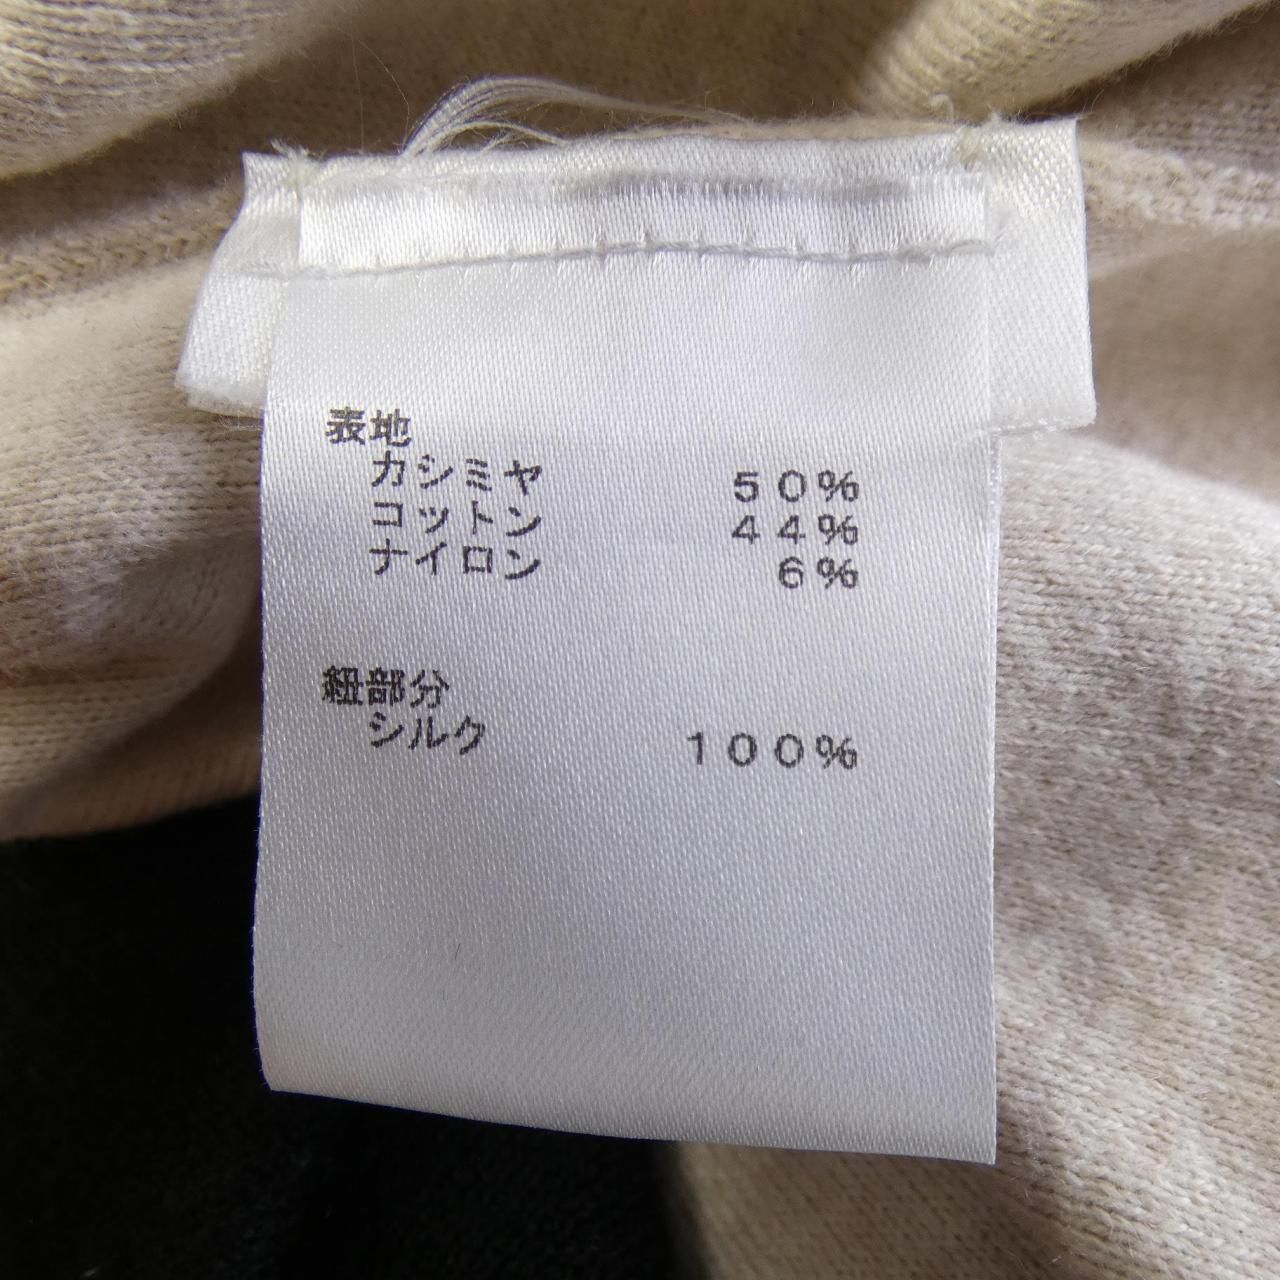 表地
カシミヤ 50%
コットン 44%
ナイロン 6%
紐部分
シルク 100%